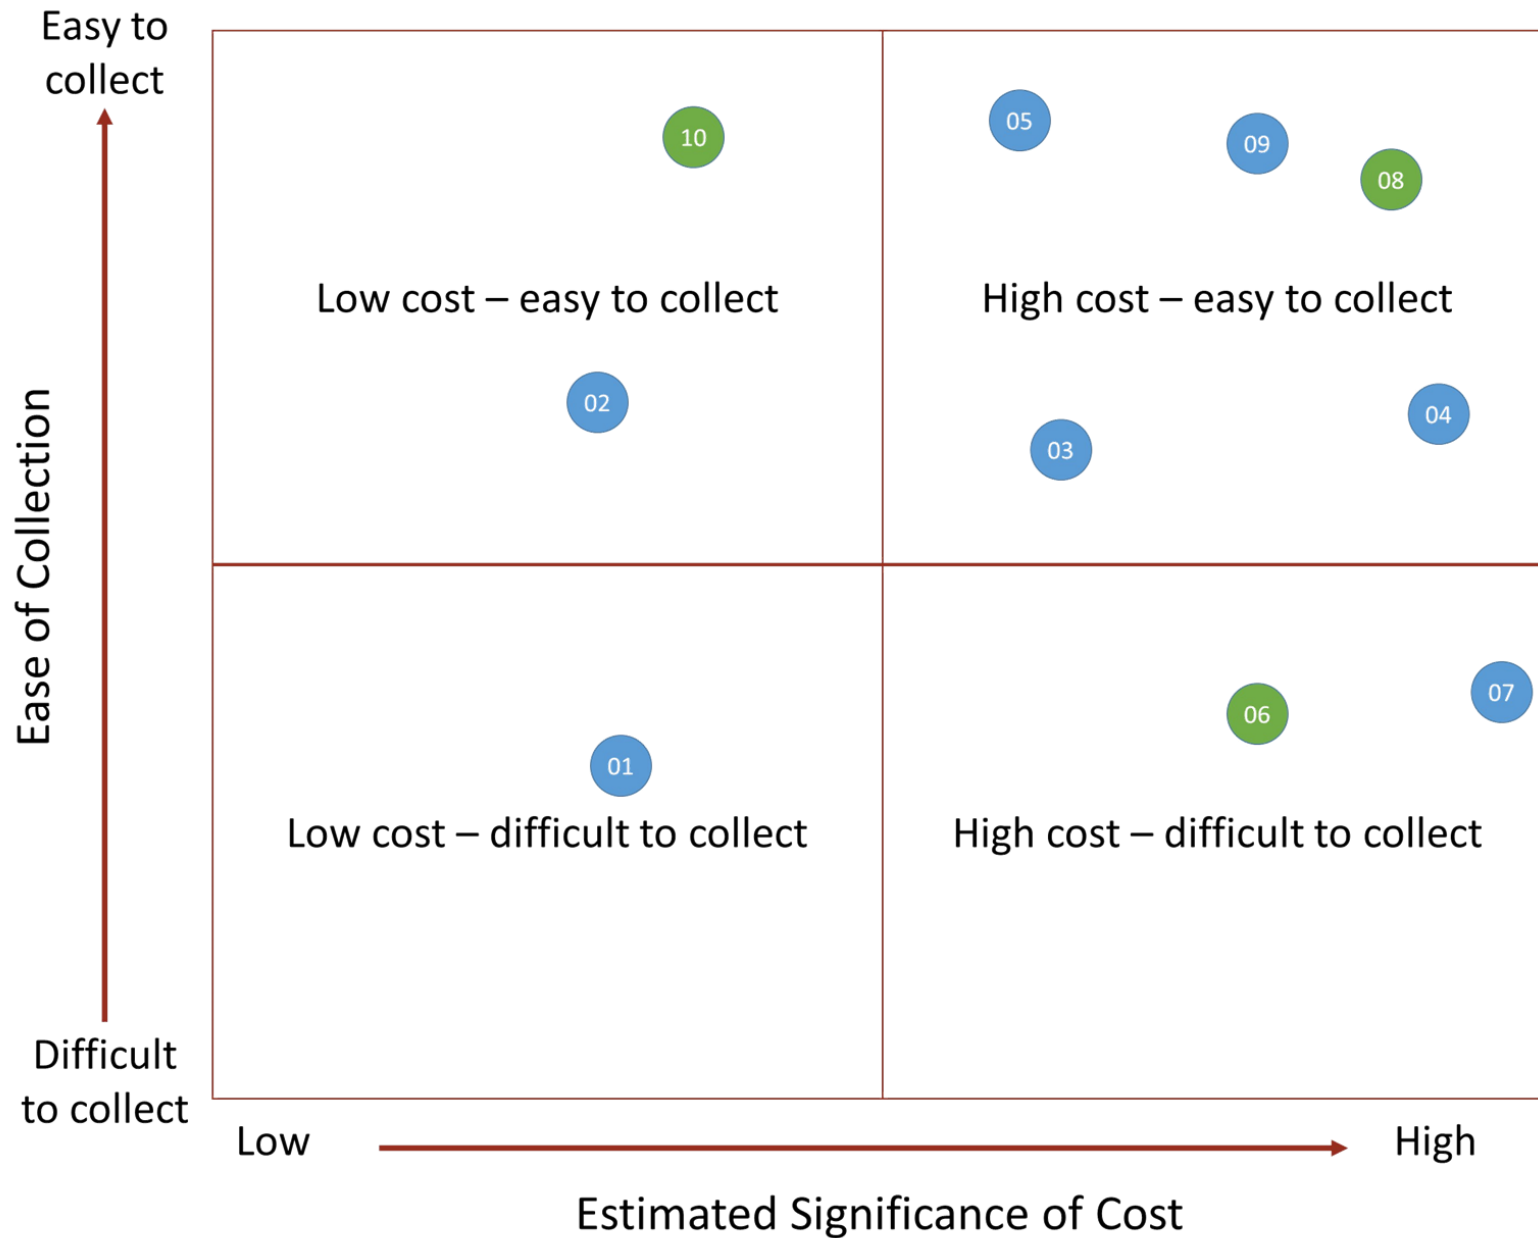 Easy to
collect
10
05
09
08
Low cost – easy to collect
High cost – easy to collect
02
03
04
Ease of Collection
01
06
07
Low cost – difficult to collect
High cost – difficult to collect
Difficult
to collect
Low
High
Estimated Significance of Cost